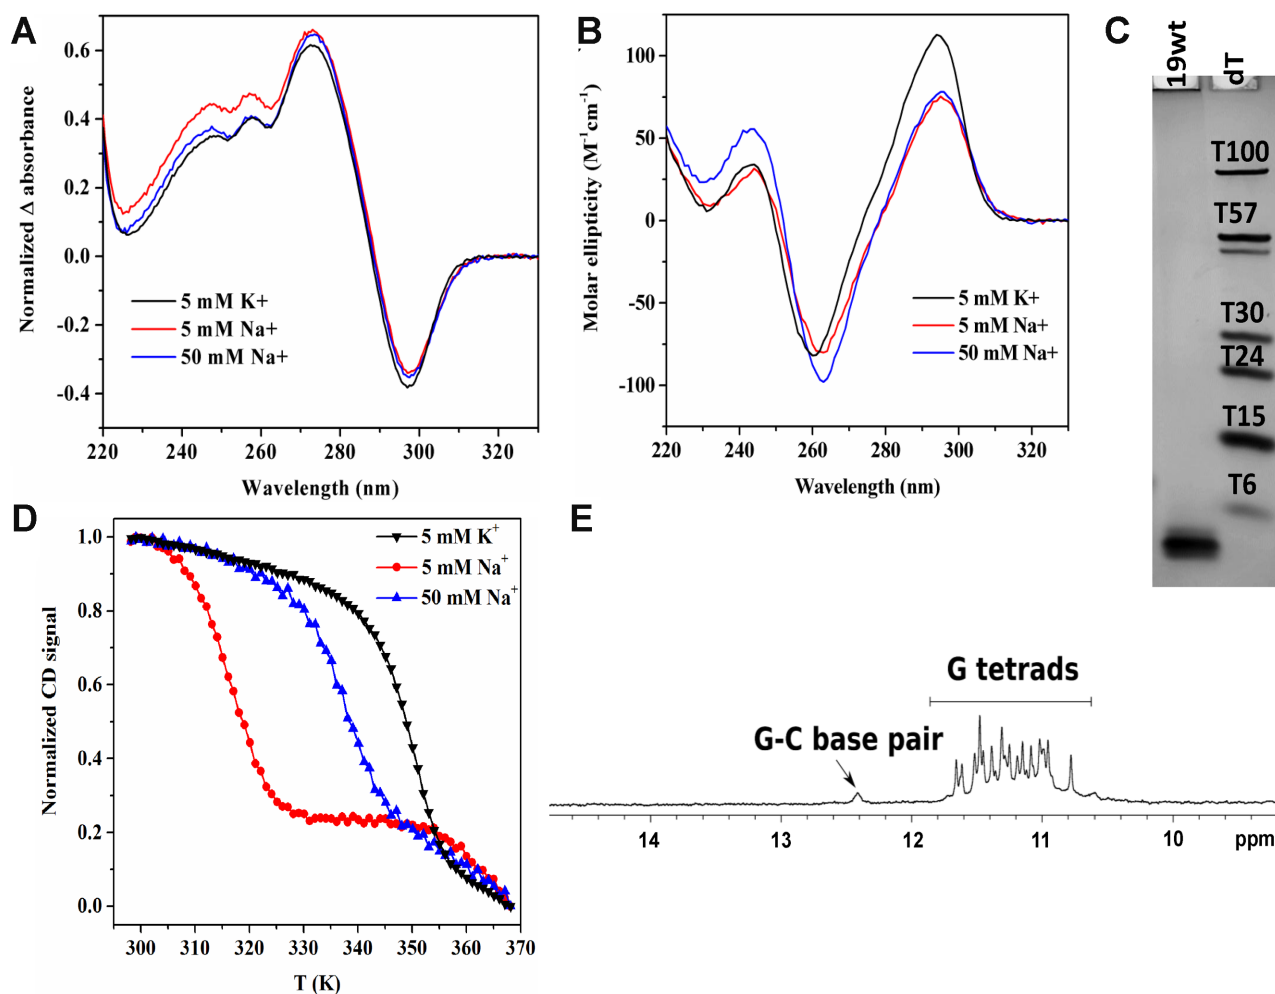 A
Normalized Δ absorbance
0.6
0.4
0.2
0.0
-0.2
-0.4
5 mM K+
5 mM Na+
50 mM Na+
220 240 260 280 300 320
Wavelength (nm)
B
Molar ellipticity (M⁻¹cm⁻¹)
100
50
0
-50
-100
5 mM K+
5 mM Na+
50 mM Na+
220 240 260 280 300 320
Wavelength (nm)
C
19wt
dT
T100
T57
T30
T24
T15
T6
D
Normalized CD signal
1.0
0.8
0.6
0.4
0.2
0.0
5 mM K⁺
5 mM Na⁺
50 mM Na⁺
300 310 320 330 340 350 360 370
T (K)
E
G tetrads
G-C base pair
14 13 12 11 10 ppm